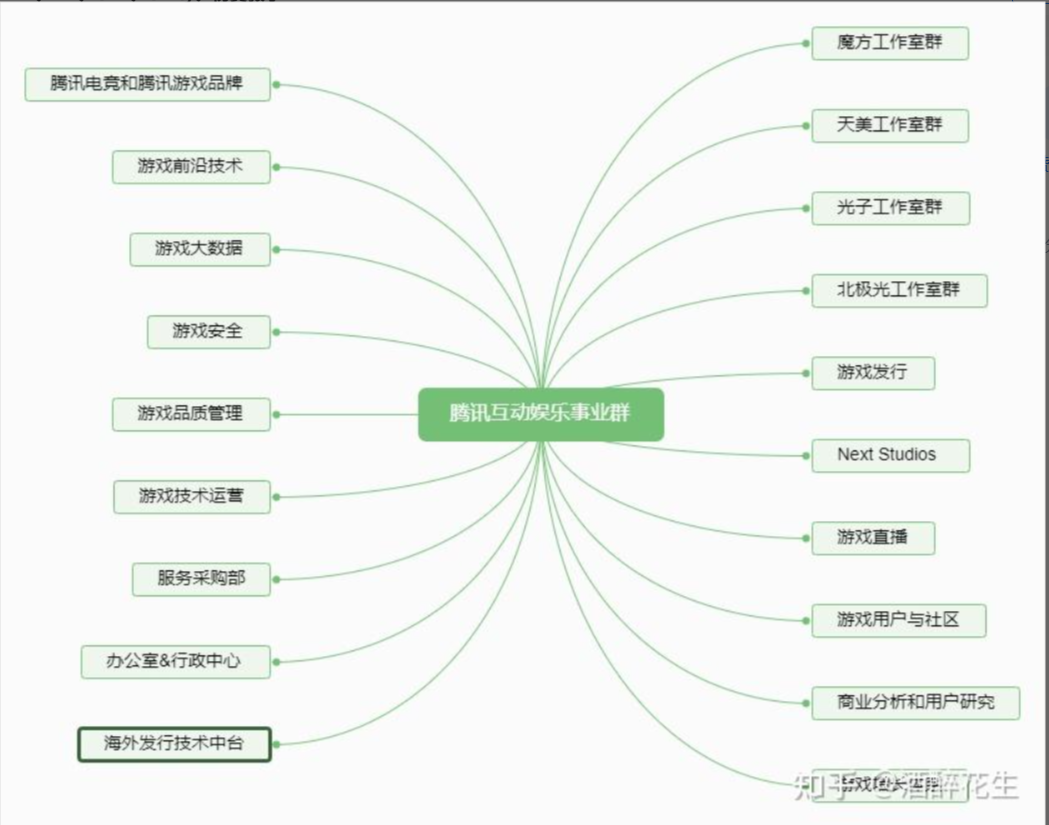 腾讯互动娱乐事业群
魔方工作室群
天美工作室群
光子工作室群
北极光工作室群
游戏发行
Next Studios
游戏直播
游戏用户与社区
商业分析和用户研究
腾讯电竞和腾讯游戏品牌
游戏前沿技术
游戏大数据
游戏安全
游戏品质管理
游戏技术运营
服务采购部
办公室&行政中心
海外发行技术中台
游戏增长
知乎 @酒醉花生